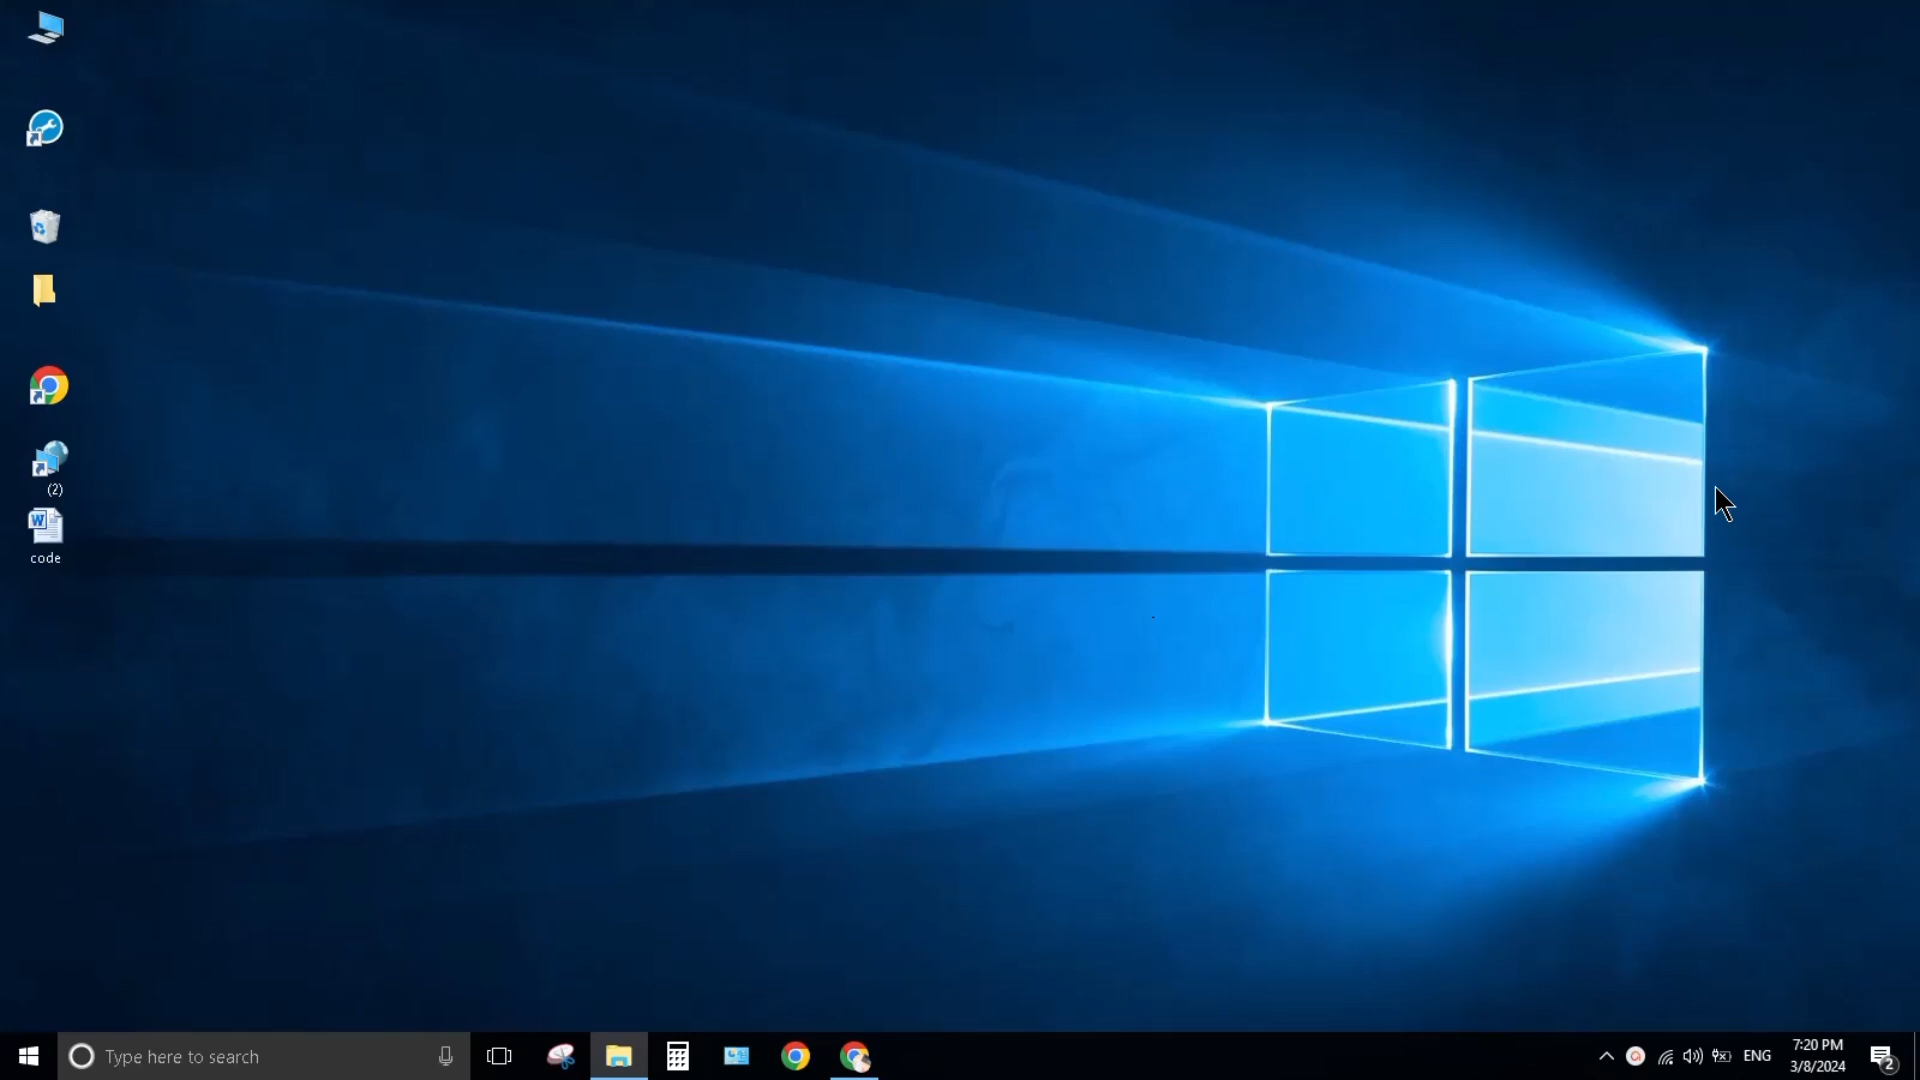 (2)
code
Type here to search
ENG
7:20 PM
3/8/2024
2